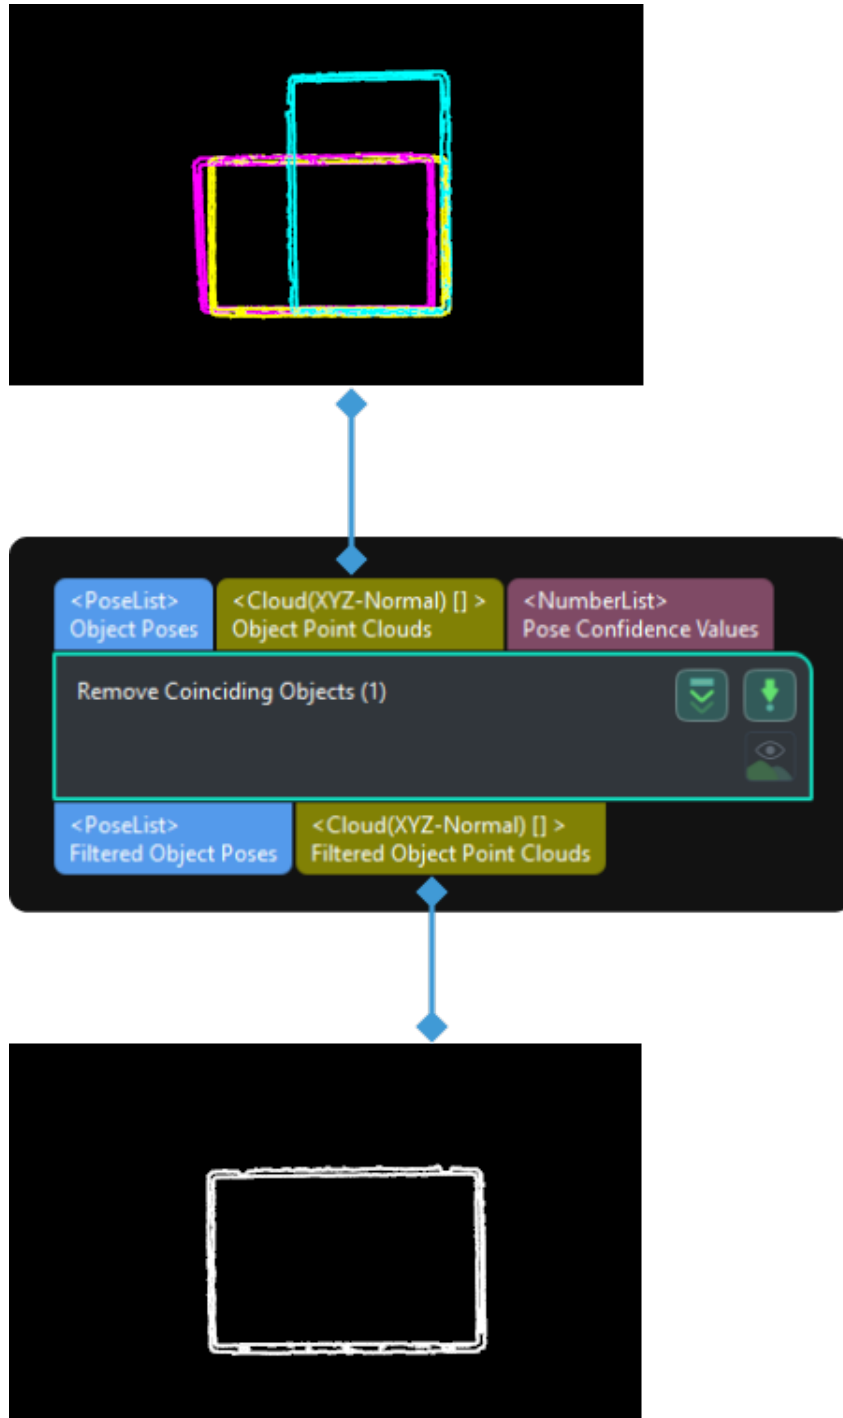 <PoseList>
Object Poses
<Cloud(XYZ-Normal) [] >
Object Point Clouds
<NumberList>
Pose Confidence Values
Remove Coinciding Objects (1)
<PoseList>
Filtered Object Poses
<Cloud(XYZ-Normal) [] >
Filtered Object Point Clouds